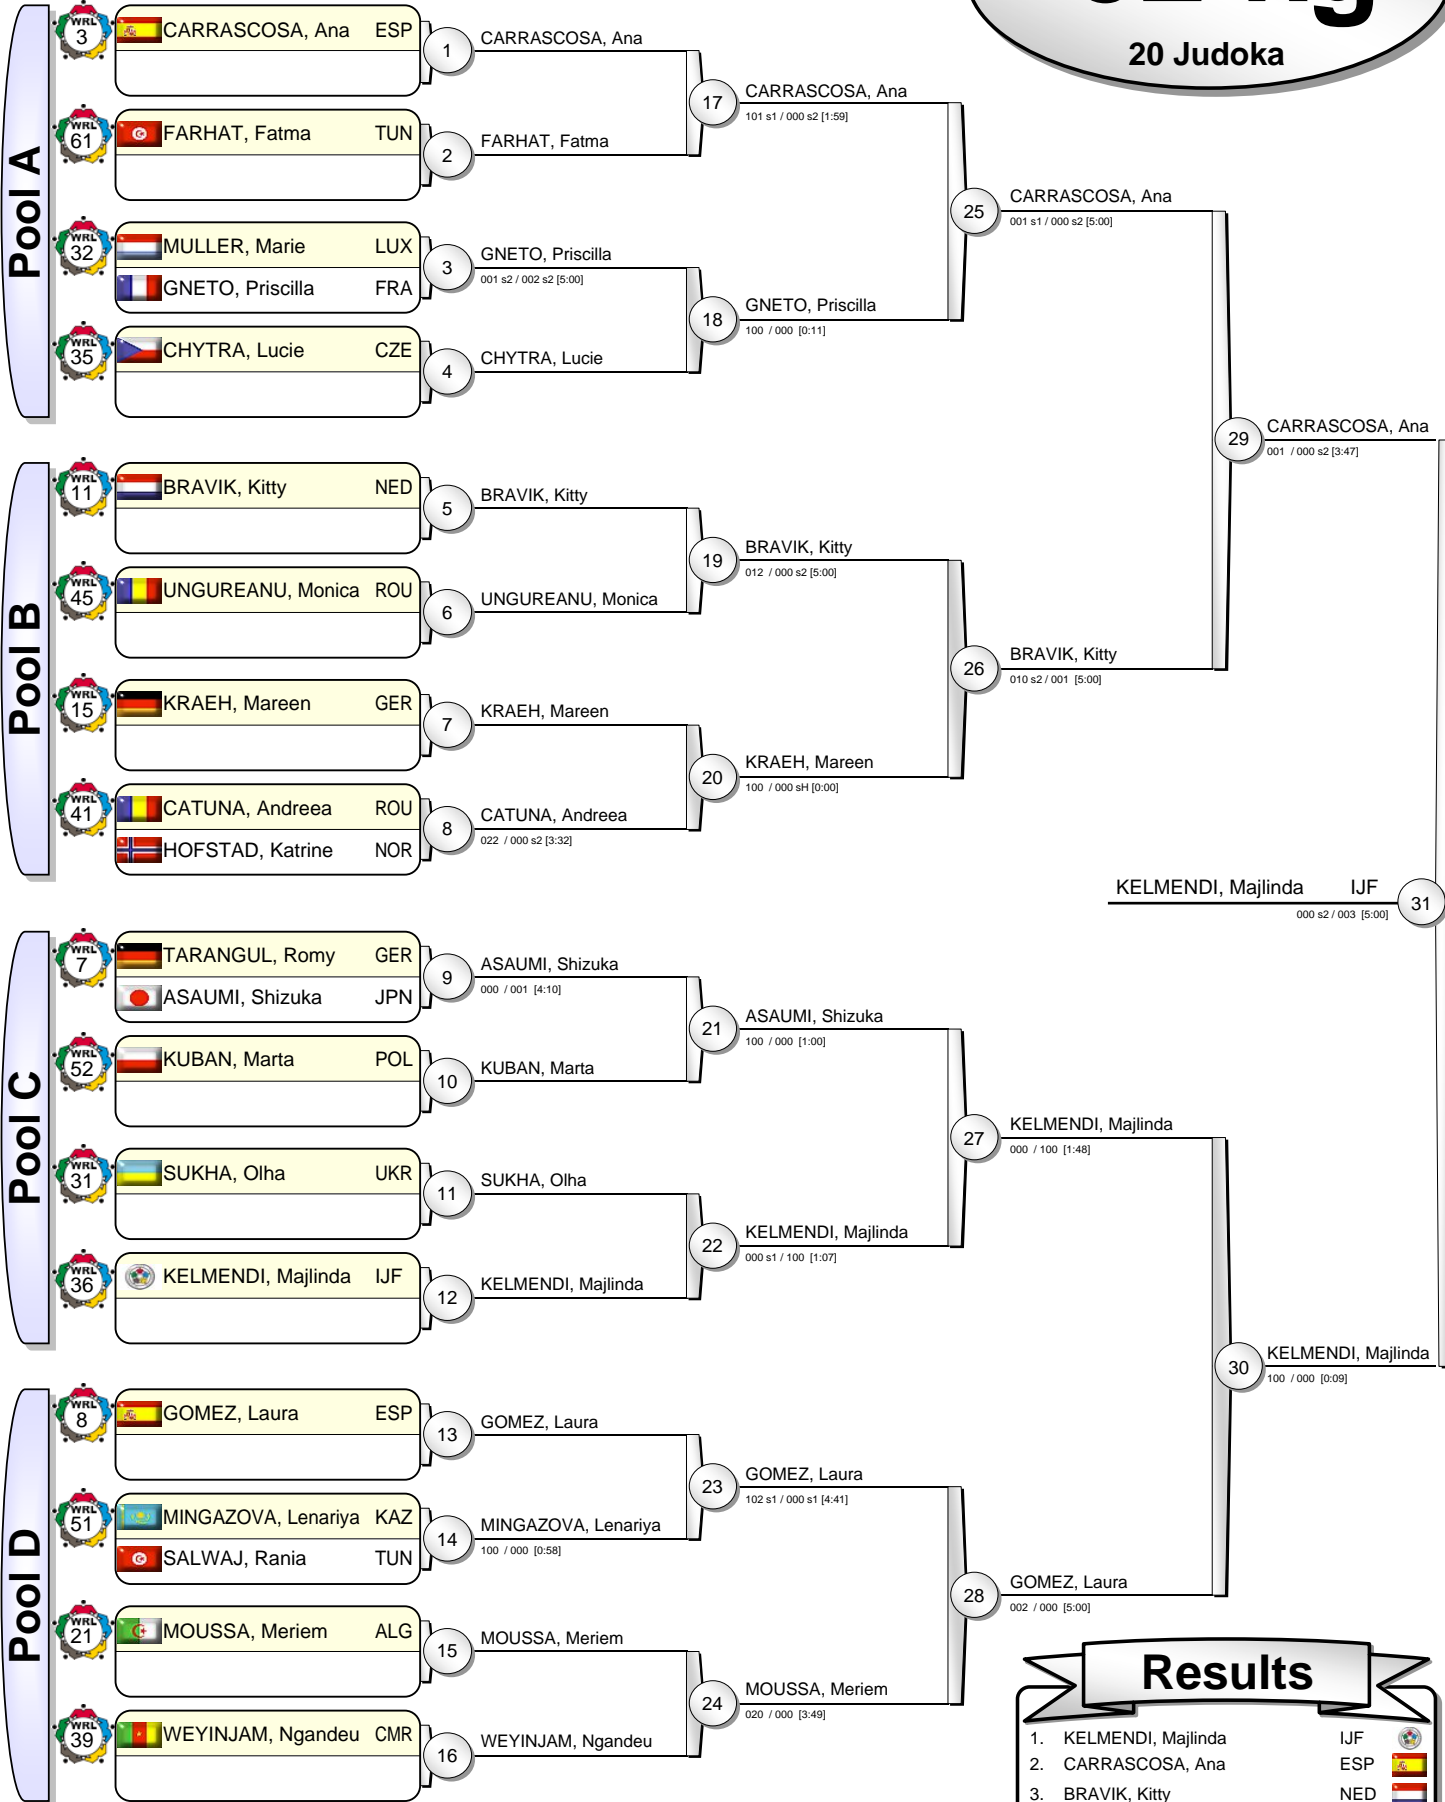 20 Judoka
Pool A
WRL 3 CARRASCOSA, Ana ESP
WRL 61 FARHAT, Fatma TUN
WRL 32 MULLER, Marie LUX
GNETO, Priscilla FRA
WRL 35 CHYTRA, Lucie CZE
1 CARRASCOSA, Ana
2 FARHAT, Fatma
3 GNETO, Priscilla
001 s2 / 002 s2 [5:00]
4 CHYTRA, Lucie
17 CARRASCOSA, Ana
101 s1 / 000 s2 [1:59]
18 GNETO, Priscilla
100 / 000 [0:11]
25 CARRASCOSA, Ana
001 s1 / 000 s2 [5:00]
Pool B
WRL 11 BRAVIK, Kitty NED
WRL 45 UNGUREANU, Monica ROU
WRL 15 KRAEH, Mareen GER
WRL 41 CATUNA, Andreea ROU
HOFSTAD, Katrine NOR
5 BRAVIK, Kitty
6 UNGUREANU, Monica
7 KRAEH, Mareen
8 CATUNA, Andreea
022 / 000 s2 [3:32]
19 BRAVIK, Kitty
012 / 000 s2 [5:00]
20 KRAEH, Mareen
100 / 000 sH [0:00]
26 BRAVIK, Kitty
010 s2 / 001 [5:00]
29 CARRASCOSA, Ana
001 / 000 s2 [3:47]
KELMENDI, Majlinda IJF 31
000 s2 / 003 [5:00]
Pool C
WRL 7 TARANGUL, Romy GER
ASAUMI, Shizuka JPN
WRL 52 KUBAN, Marta POL
WRL 31 SUKHA, Olha UKR
WRL 36 KELMENDI, Majlinda IJF
9 ASAUMI, Shizuka
000 / 001 [4:10]
10 KUBAN, Marta
11 SUKHA, Olha
12 KELMENDI, Majlinda
21 ASAUMI, Shizuka
100 / 000 [1:00]
22 KELMENDI, Majlinda
000 s1 / 100 [1:07]
27 KELMENDI, Majlinda
000 / 100 [1:48]
Pool D
WRL 8 GOMEZ, Laura ESP
WRL 51 MINGAZOVA, Lenariya KAZ
SALWAJ, Rania TUN
WRL 21 MOUSSA, Meriem ALG
WRL 39 WEYINJAM, Ngandeu CMR
13 GOMEZ, Laura
14 MINGAZOVA, Lenariya
100 / 000 [0:58]
15 MOUSSA, Meriem
16 WEYINJAM, Ngandeu
23 GOMEZ, Laura
102 s1 / 000 s1 [4:41]
24 MOUSSA, Meriem
020 / 000 [3:49]
28 GOMEZ, Laura
002 / 000 [5:00]
30 KELMENDI, Majlinda
100 / 000 [0:09]
Results
1. KELMENDI, Majlinda IJF
2. CARRASCOSA, Ana ESP
3. BRAVIK, Kitty NED